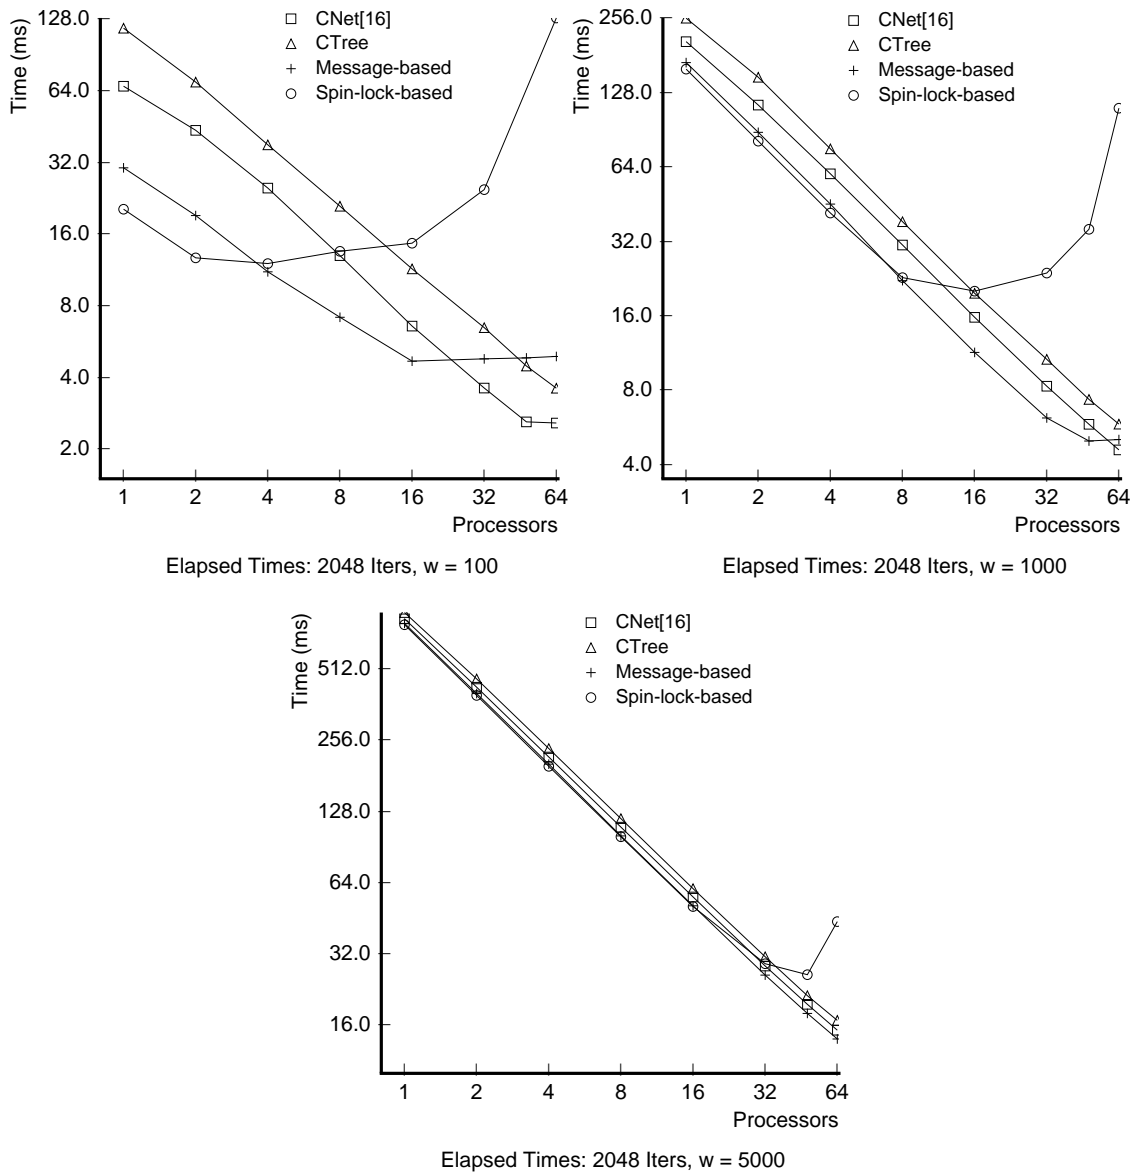 Time (ms)
128.0
64.0
32.0
16.0
8.0
4.0
2.0
CNet[16]
CTree
Message-based
Spin-lock-based
1 2 4 8 16 32 64
Processors
Elapsed Times: 2048 Iters, w = 100
Time (ms)
256.0
128.0
64.0
32.0
16.0
8.0
4.0
CNet[16]
CTree
Message-based
Spin-lock-based
1 2 4 8 16 32 64
Processors
Elapsed Times: 2048 Iters, w = 1000
Time (ms)
512.0
256.0
128.0
64.0
32.0
16.0
CNet[16]
CTree
Message-based
Spin-lock-based
1 2 4 8 16 32 64
Processors
Elapsed Times: 2048 Iters, w = 5000